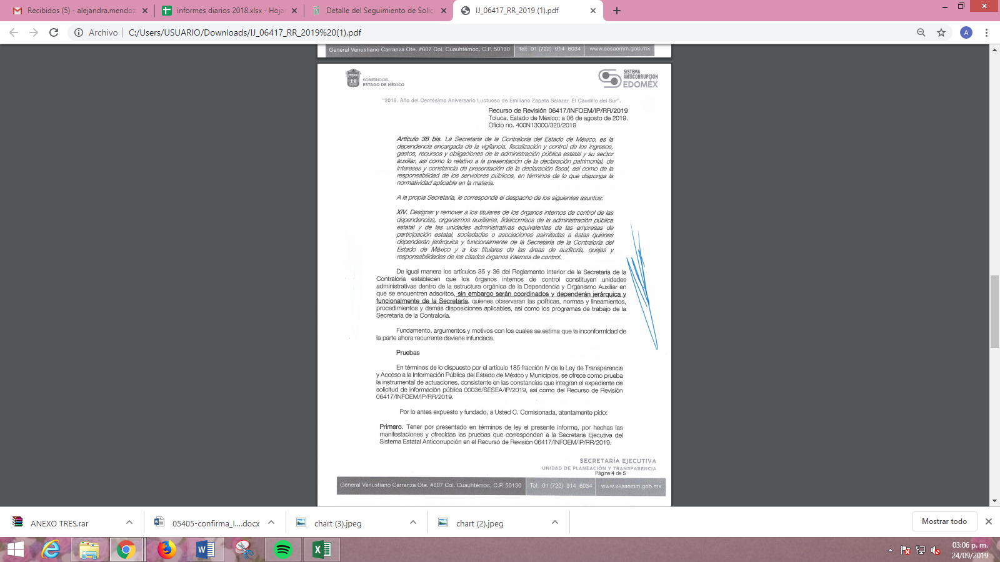 Recibidos (5) - alejandra.mendoz
informes diarios 2018.xlsx - Hoja
Detalle del Seguimiento de Solic
IJ_06417_RR_2019 (1).pdf
Archivo
C:/Users/USUARIO/Downloads/IJ_06417_RR_2019%20(1).pdf
A
General Venustiano Carranza Ote. #607 Col. Cuauhtémoc, C.P. 50130
Tel: 01 (722) 914 6034
www.sesaemm.gob.mx
GOBIERNO DEL
ESTADO DE MÉXICO
SISTEMA
ANTICORRUPCIÓN
EDOMÉX
"2019. Año del Centésimo Aniversario Luctuoso de Emiliano Zapata Salazar. El Caudillo del Sur".
Recurso de Revisión 06417/INFOEM/IP/RR/2019
Toluca, Estado de México; a 06 de agosto de 2019.
Oficio no. 400N13000/320/2019
Artículo 38 bis. La Secretaría de la Contraloría del Estado de México, es la
dependencia encargada de la vigilancia, fiscalización y control de los ingresos,
gastos, recursos y obligaciones de la administración pública estatal y su sector
auxiliar, así como lo relativo a la presentación de la declaración patrimonial, de
intereses y constancia de presentación de la declaración fiscal, así como de la
responsabilidad de los servidores públicos, en términos de lo que disponga la
normatividad aplicable en la materia.
A la propia Secretaría, le corresponde el despacho de los siguientes asuntos:
XIV. Designar y remover a los titulares de los órganos internos de control de las
dependencias, organismos auxiliares, fideicomisos de la administración pública
estatal y de las unidades administrativas equivalentes de las empresas de
participación estatal, sociedades o asociaciones asimiladas a éstas quienes
dependerán jerárquica y funcionalmente de la Secretaría de la Contraloría del
Estado de México y a los titulares de las áreas de auditoría, quejas y
responsabilidades de los citados órganos internos de control.
De igual manera los artículos 35 y 36 del Reglamento Interior de la Secretaría de la
Contraloría establecen que los órganos internos de control constituyen unidades
administrativas dentro de la estructura orgánica de la Dependencia y Organismo Auxiliar en
que se encuentren adscritos, sin embargo serán coordinados y dependerán jerárquica y
funcionalmente de la Secretaría, quienes observaran las políticas, normas y lineamientos,
procedimientos y demás disposiciones aplicables, así como los programas de trabajo de la
Secretaría de la Contraloría.
Fundamento, argumentos y motivos con los cuales se estima que la inconformidad de
la parte ahora recurrente deviene infundada.
Pruebas
En términos de lo dispuesto por el artículo 185 fracción IV de la Ley de Transparencia
y Acceso a la Información Pública del Estado de México y Municipios, se ofrece como prueba
la instrumental de actuaciones, consistente en las constancias que integran el expediente de
solicitud de información pública 00036/SESEA/IP/2019, así como del Recurso de Revisión
06417/INFOEM/IP/RR/2019.
Por lo antes expuesto y fundado, a Usted C. Comisionada, atentamente pido:
Primero. Tener por presentado en términos de ley el presente informe, por hechas las
manifestaciones y ofrecidas las pruebas que corresponden a la Secretaría Ejecutiva del
Sistema Estatal Anticorrupción en el Recurso de Revisión 06417/INFOEM/IP/RR/2019.
SECRETARÍA EJECUTIVA
UNIDAD DE PLANEACIÓN Y TRANSPARENCIA
Página 4 de 5
General Venustiano Carranza Ote. #607 Col. Cuauhtémoc, C.P. 50130
Tel: 01 (722) 914 6034
www.sesaemm.gob.mx
ANEXO TRES.rar
05405-confirma_I....docx
chart (3).jpeg
chart (2).jpeg
Mostrar todo
03:06 p. m.
24/09/2019